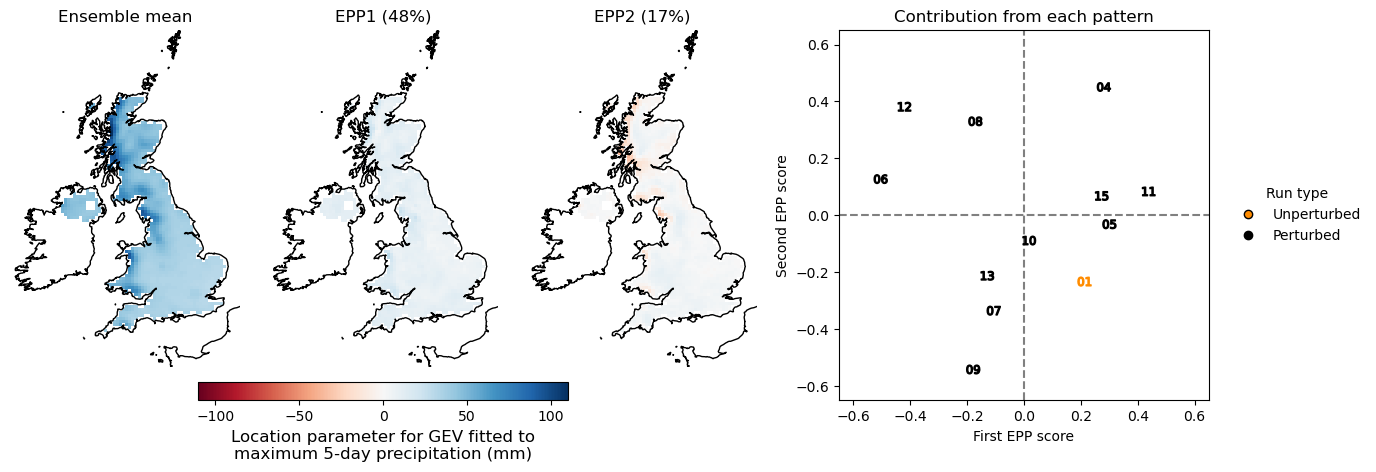 Ensemble mean
EPP1 (48%)
EPP2 (17%)
−100 −50 0 50 100
Location parameter for GEV fitted to
maximum 5-day precipitation (mm)
Contribution from each pattern
Second EPP score
0.6
0.4
0.2
0.0
−0.2
−0.4
−0.6
04
12
08
06
11
15
05
10
13
01
07
09
−0.6 −0.4 −0.2 0.0 0.2 0.4 0.6
First EPP score
Run type
Unperturbed
Perturbed